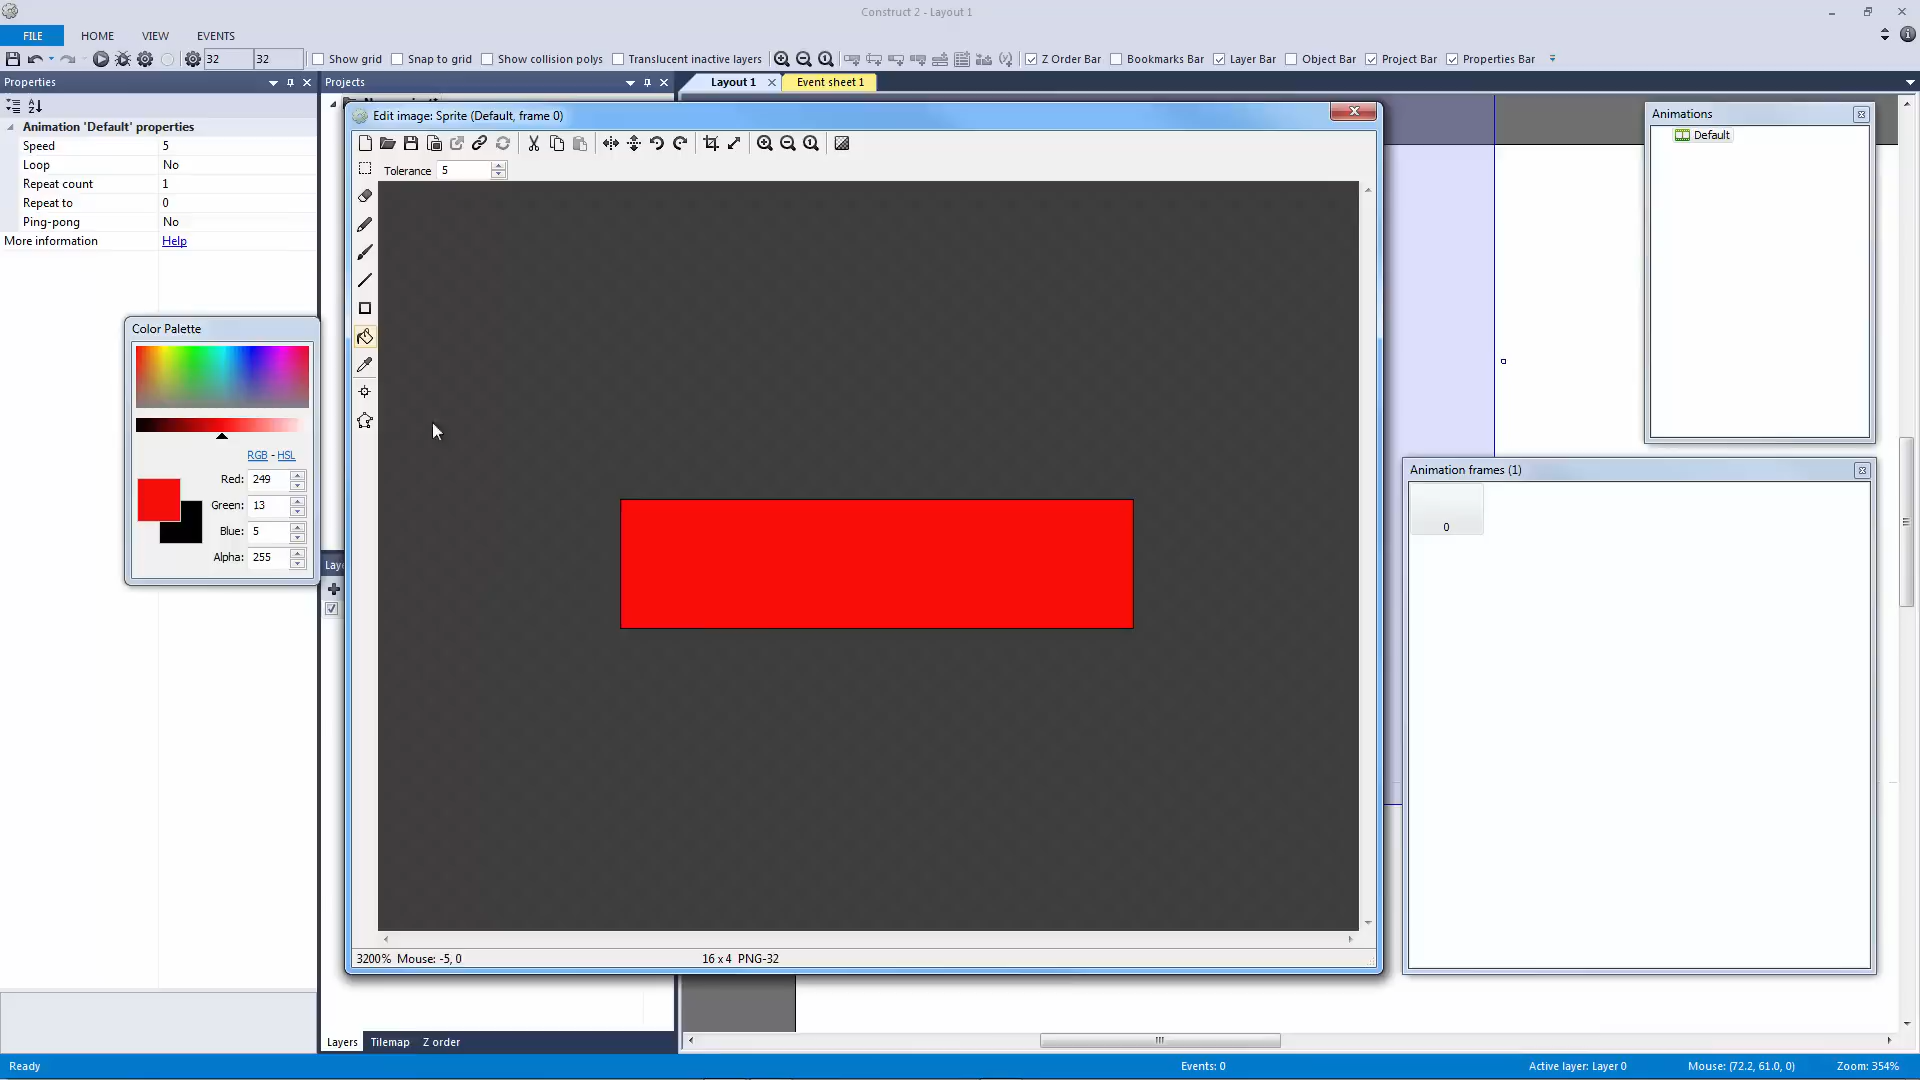 Construct 2 - Layout 1
FILE HOME VIEW EVENTS
32 32 Show grid Snap to grid Show collision polys Translucent inactive layers Z Order Bar Bookmarks Bar Layer Bar Object Bar Project Bar Properties Bar
Properties
Projects
Layout 1
Event sheet 1
Animation 'Default' properties
Speed 5
Loop No
Repeat count 1
Repeat to 0
Ping-pong No
More information Help
Edit image: Sprite (Default, frame 0)
Tolerance 5
Color Palette
RGB - HSL
Red: 249
Green: 13
Blue: 5
Alpha: 255
Laye
3200% Mouse: -5, 0
16 x 4 PNG-32
Animations
Default
Animation frames (1)
0
Layers Tilemap Z order
Ready
Events: 0
Active layer: Layer 0
Mouse: (72.2, 61.0, 0)
Zoom: 354%